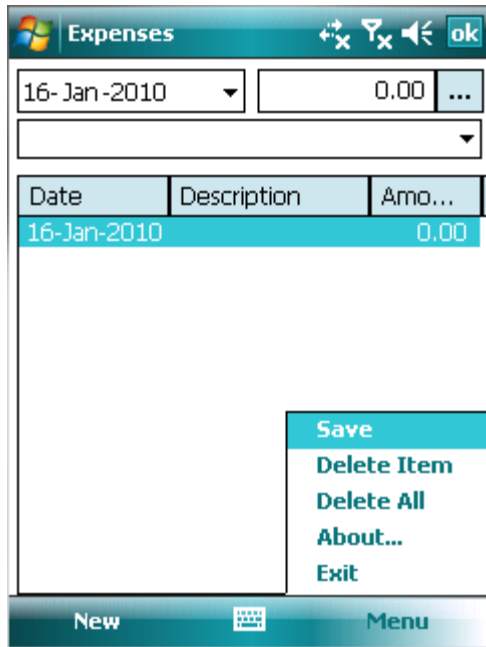 Expenses ok
16-Jan-2010 0.00 ...
Date Description Amo...
16-Jan-2010 0.00
Save
Delete Item
Delete All
About...
Exit
New Menu